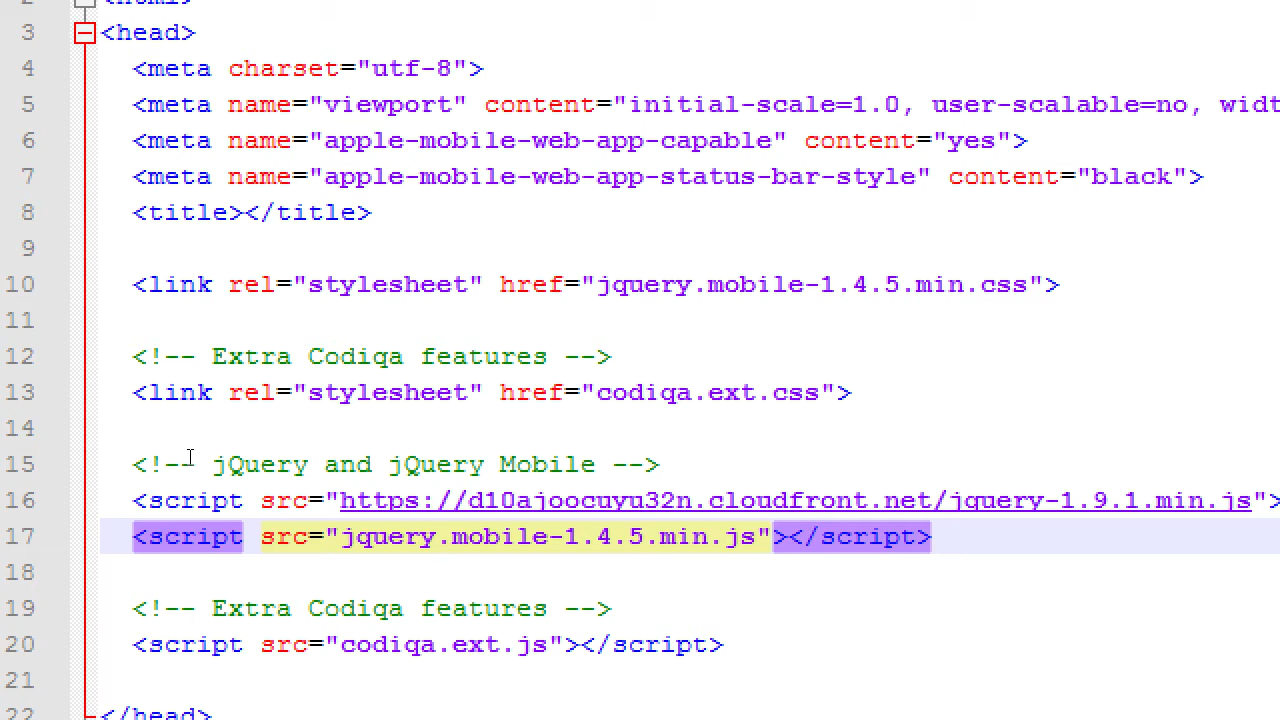 2 <html>
3 <head>
4 <meta charset="utf-8">
5 <meta name="viewport" content="initial-scale=1.0, user-scalable=no, widt
6 <meta name="apple-mobile-web-app-capable" content="yes">
7 <meta name="apple-mobile-web-app-status-bar-style" content="black">
8 <title></title>
9
10 <link rel="stylesheet" href="jquery.mobile-1.4.5.min.css">
11
12 <!-- Extra Codiqa features -->
13 <link rel="stylesheet" href="codiqa.ext.css">
14
15 <!-- jQuery and jQuery Mobile -->
16 <script src="https://d10ajoocuyu32n.cloudfront.net/jquery-1.9.1.min.js">
17 <script src="jquery.mobile-1.4.5.min.js"></script>
18
19 <!-- Extra Codiqa features -->
20 <script src="codiqa.ext.js"></script>
21
22 </head>